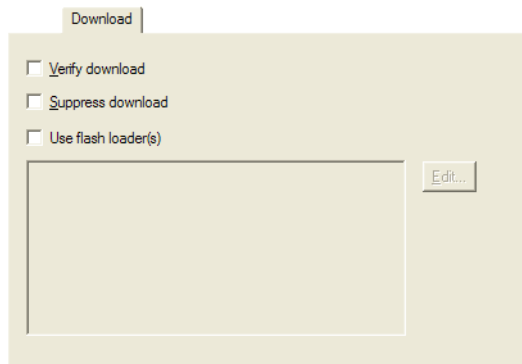 Download
Verify download
Suppress download
Use flash loader(s)
Edit...